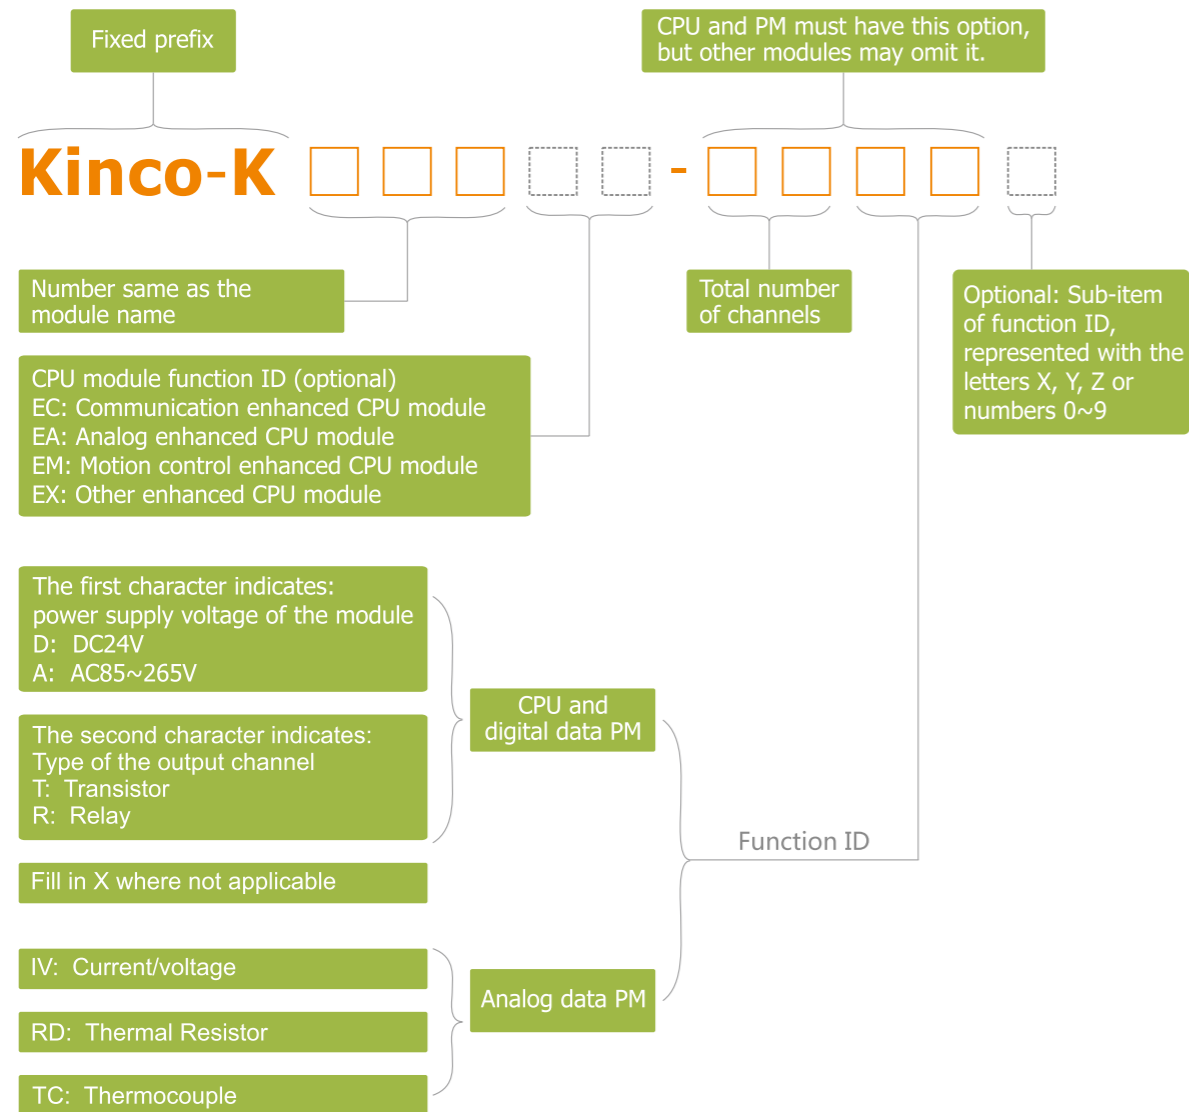 Fixed prefix
CPU and PM must have this option,
but other modules may omit it.
Kinco-K -
Number same as the
module name
Total number
of channels
Optional: Sub-item
of function ID,
represented with the
letters X, Y, Z or
numbers 0~9
CPU module function ID (optional)
EC: Communication enhanced CPU module
EA: Analog enhanced CPU module
EM: Motion control enhanced CPU module
EX: Other enhanced CPU module
The first character indicates:
power supply voltage of the module
D: DC24V
A: AC85~265V
CPU and
digital data PM
The second character indicates:
Type of the output channel
T: Transistor
R: Relay
Function ID
Fill in X where not applicable
IV: Current/voltage
Analog data PM
RD: Thermal Resistor
TC: Thermocouple